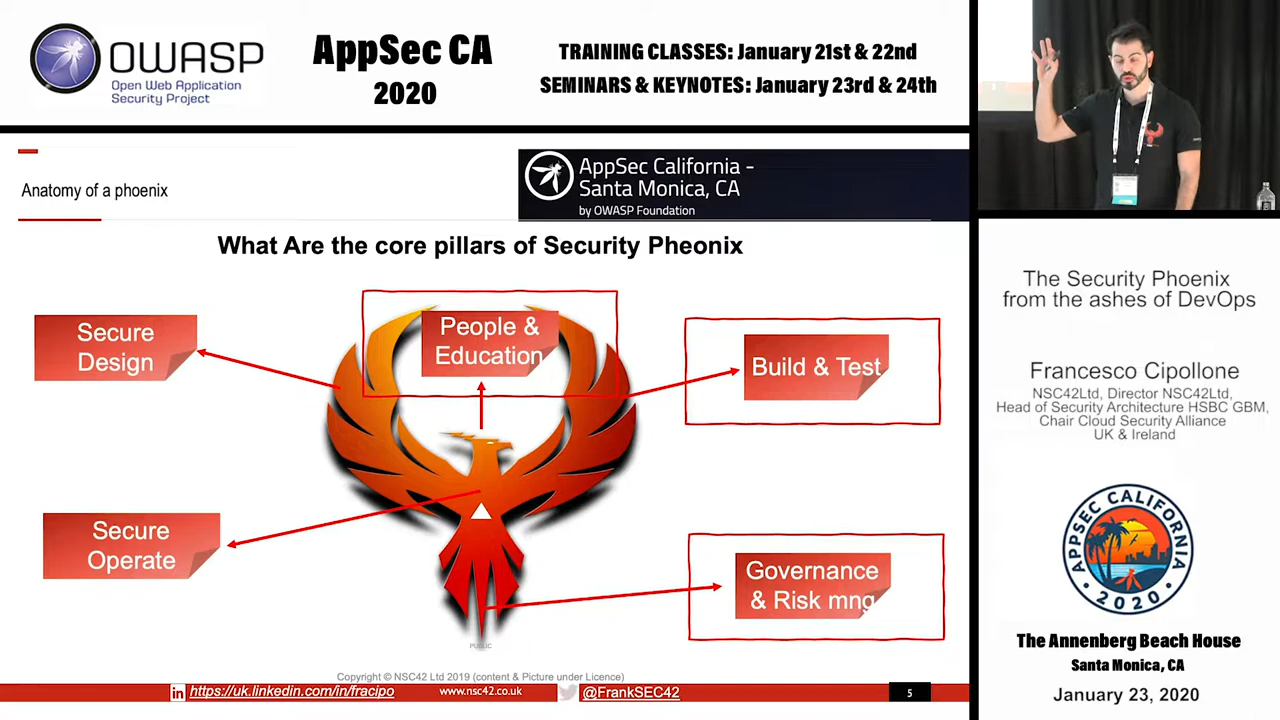 OWASP
Open Web Application
Security Project
AppSec CA
2020
TRAINING CLASSES: January 21st & 22nd
SEMINARS & KEYNOTES: January 23rd & 24th
Anatomy of a phoenix
AppSec California -
Santa Monica, CA
by OWASP Foundation
What Are the core pillars of Security Pheonix
Secure
Design
People &
Education
Build & Test
Secure
Operate
Governance
& Risk mng
PUBLIC
Copyright © NSC42 Ltd 2019 (content & Picture under Licence)
in https://uk.linkedin.com/in/fracipo
www.nsc42.co.uk
@FrankSEC42
5
The Security Phoenix
from the ashes of DevOps
Francesco Cipollone
NSC42Ltd, Director NSC42Ltd,
Head of Security Architecture HSBC GBM,
Chair Cloud Security Alliance
UK & Ireland
APPSEC CALIFORNIA
2020
The Annenberg Beach House
Santa Monica, CA
January 23, 2020